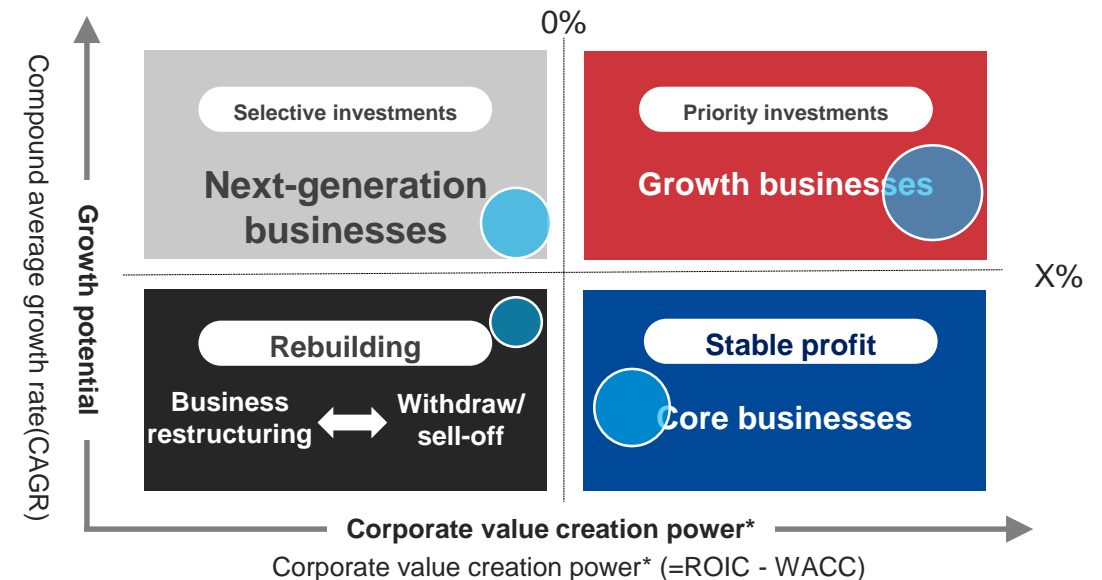 0%
Selective investments
Next-generation
businesses
Priority investments
Growth businesses
X%
Rebuilding
Business
restructuring
Withdraw/
sell-off
Stable profit
Core businesses
Growth potential
Compound average growth rate(CAGR)
Corporate value creation power*
Corporate value creation power* (=ROIC - WACC)